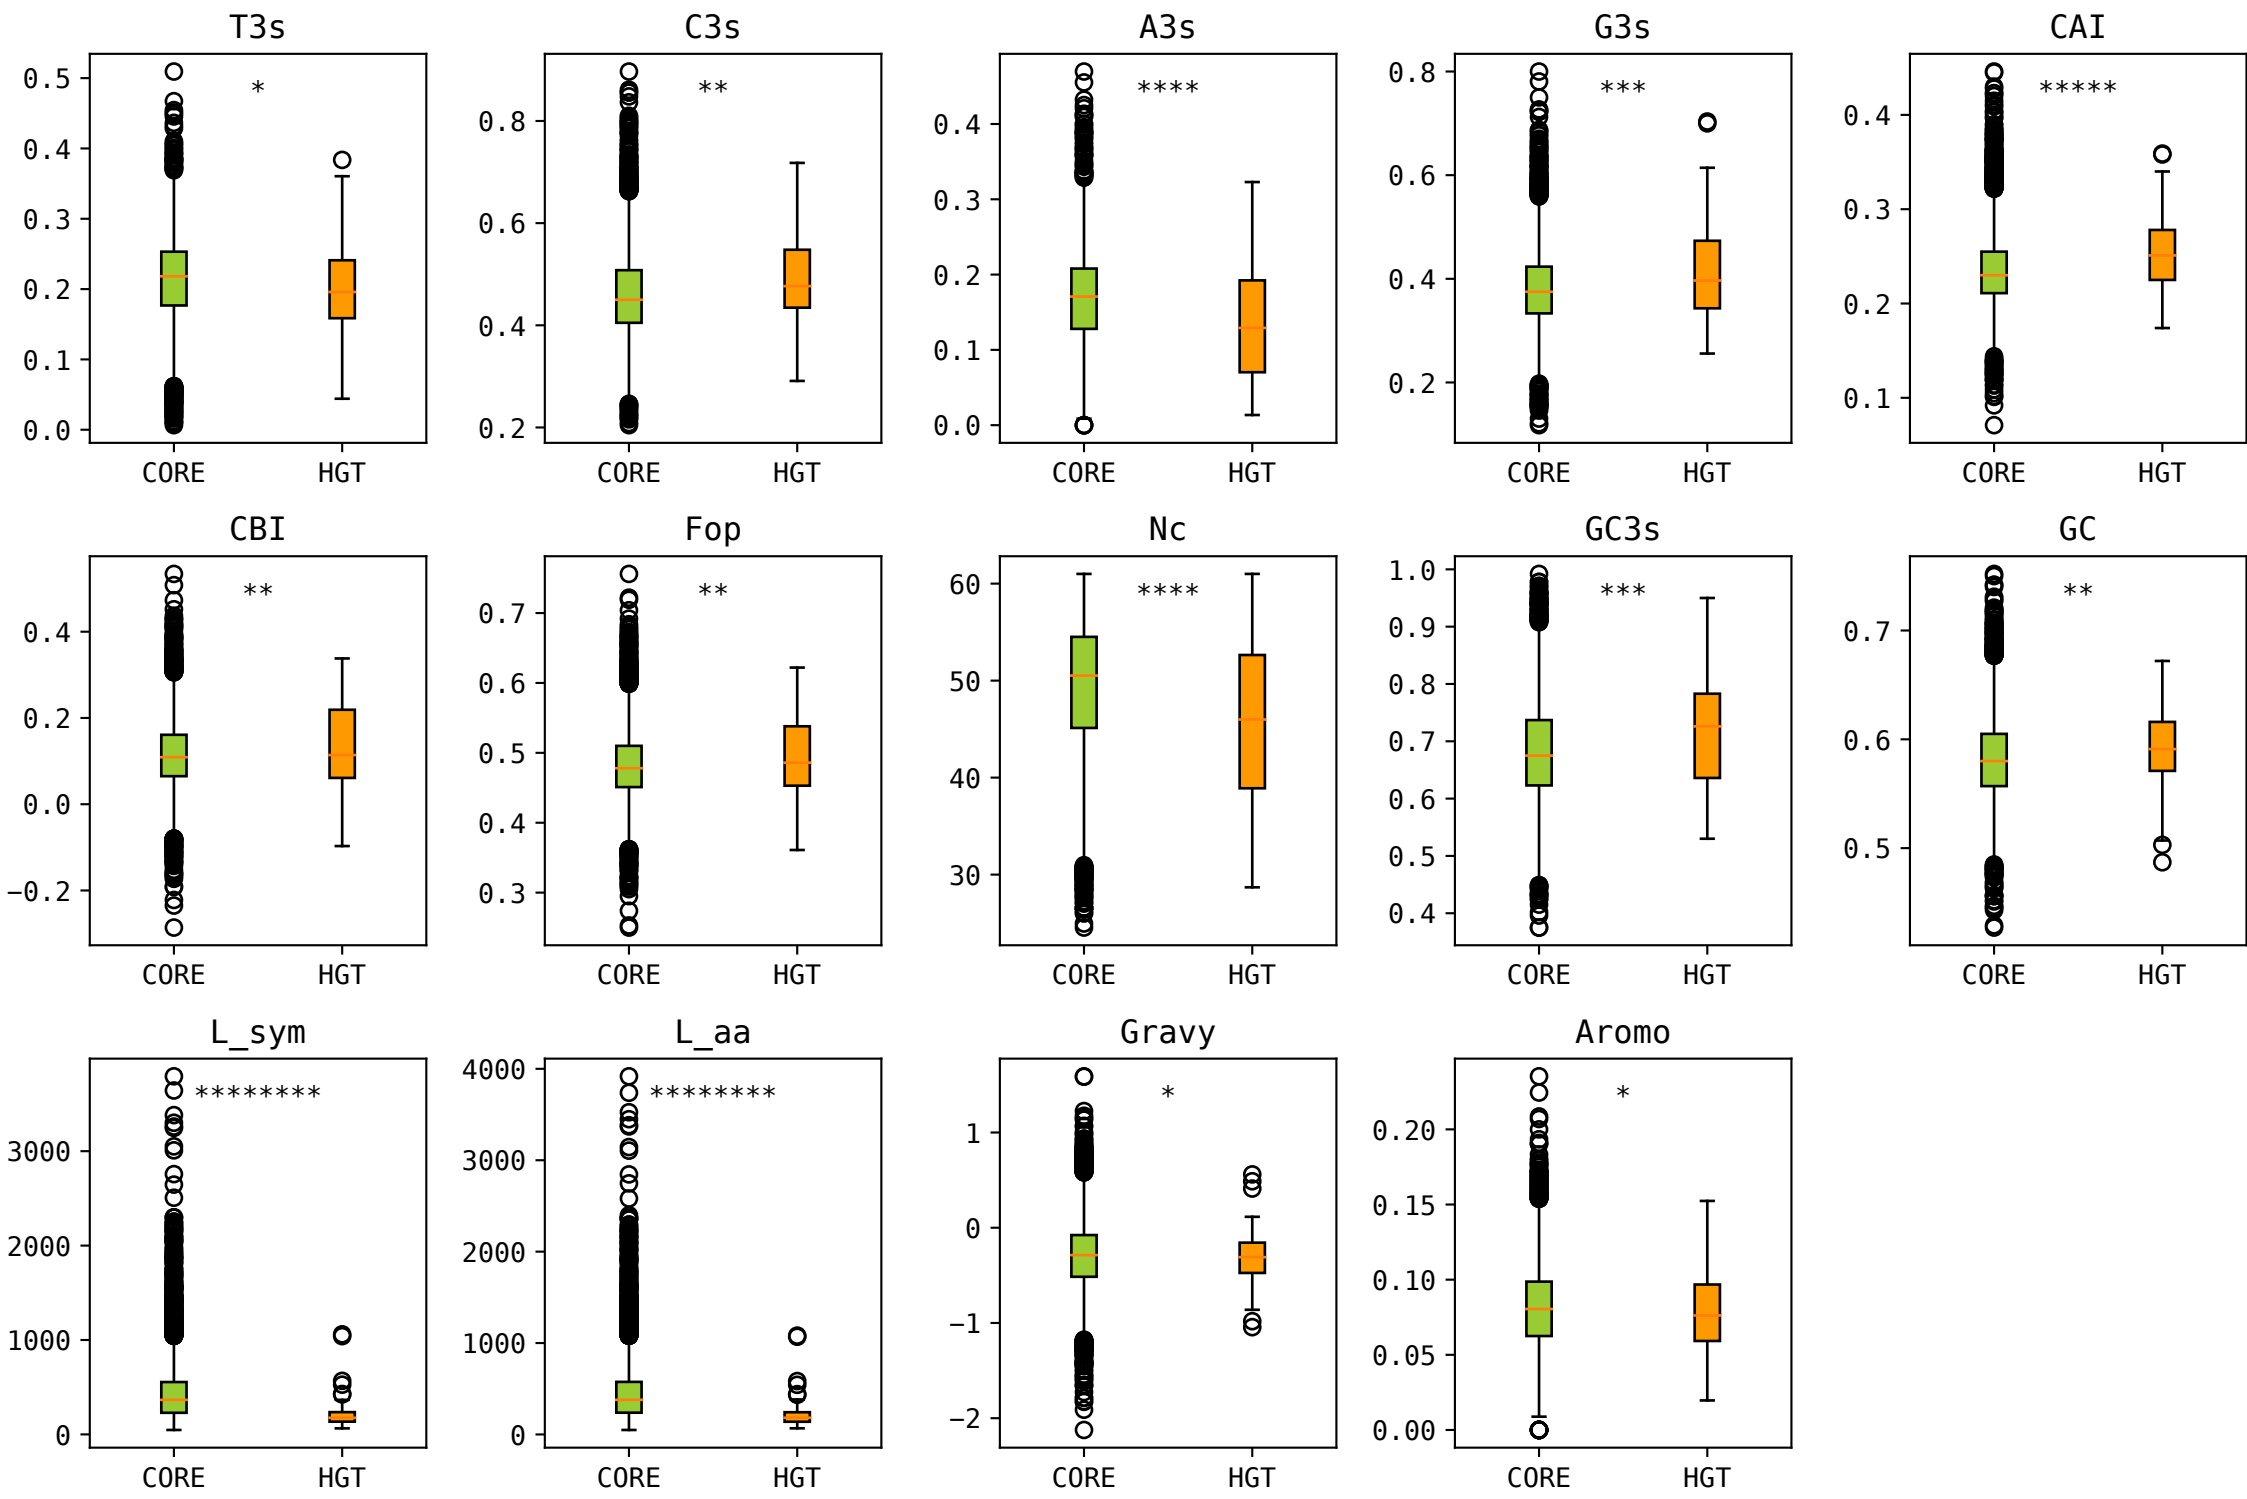 T3s
C3s
A3s
G3s
CAI
0.5
0.4
0.3
0.2
0.1
0.0
*
CORE
HGT
0.8
0.6
0.4
0.2
**
CORE
HGT
0.4
0.3
0.2
0.1
0.0
****
CORE
HGT
0.8
0.6
0.4
0.2
***
CORE
HGT
0.4
0.3
0.2
0.1
*****
CORE
HGT
CBI
Fop
Nc
GC3s
GC
0.4
0.2
0.0
−0.2
**
CORE
HGT
0.7
0.6
0.5
0.4
0.3
**
CORE
HGT
60
50
40
30
****
CORE
HGT
1.0
0.9
0.8
0.7
0.6
0.5
0.4
***
CORE
HGT
0.7
0.6
0.5
**
CORE
HGT
L_sym
L_aa
Gravy
Aromo
3000
2000
1000
0
********
CORE
HGT
4000
3000
2000
1000
0
********
CORE
HGT
1
0
−1
−2
*
CORE
HGT
0.20
0.15
0.10
0.05
0.00
*
CORE
HGT